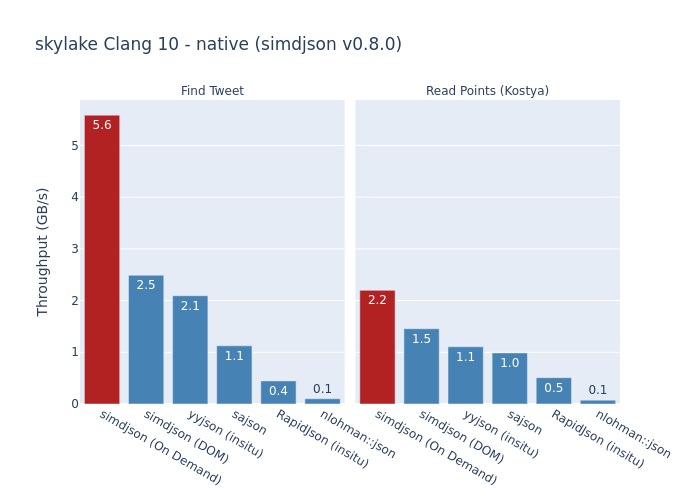 skylake Clang 10 - native (simdjson v0.8.0)
Find Tweet
Read Points (Kostya)
Throughput (GB/s)
5
4
3
2
1
0
5.6
2.5
2.1
1.1
0.4
0.1
2.2
1.5
1.1
1.0
0.5
0.1
simdjson (On Demand)
simdjson (DOM)
yyjson (insitu)
sajson
RapidJson (insitu)
nlohman::json
simdjson (On Demand)
simdjson (DOM)
yyjson (insitu)
sajson
RapidJson (insitu)
nlohman::json